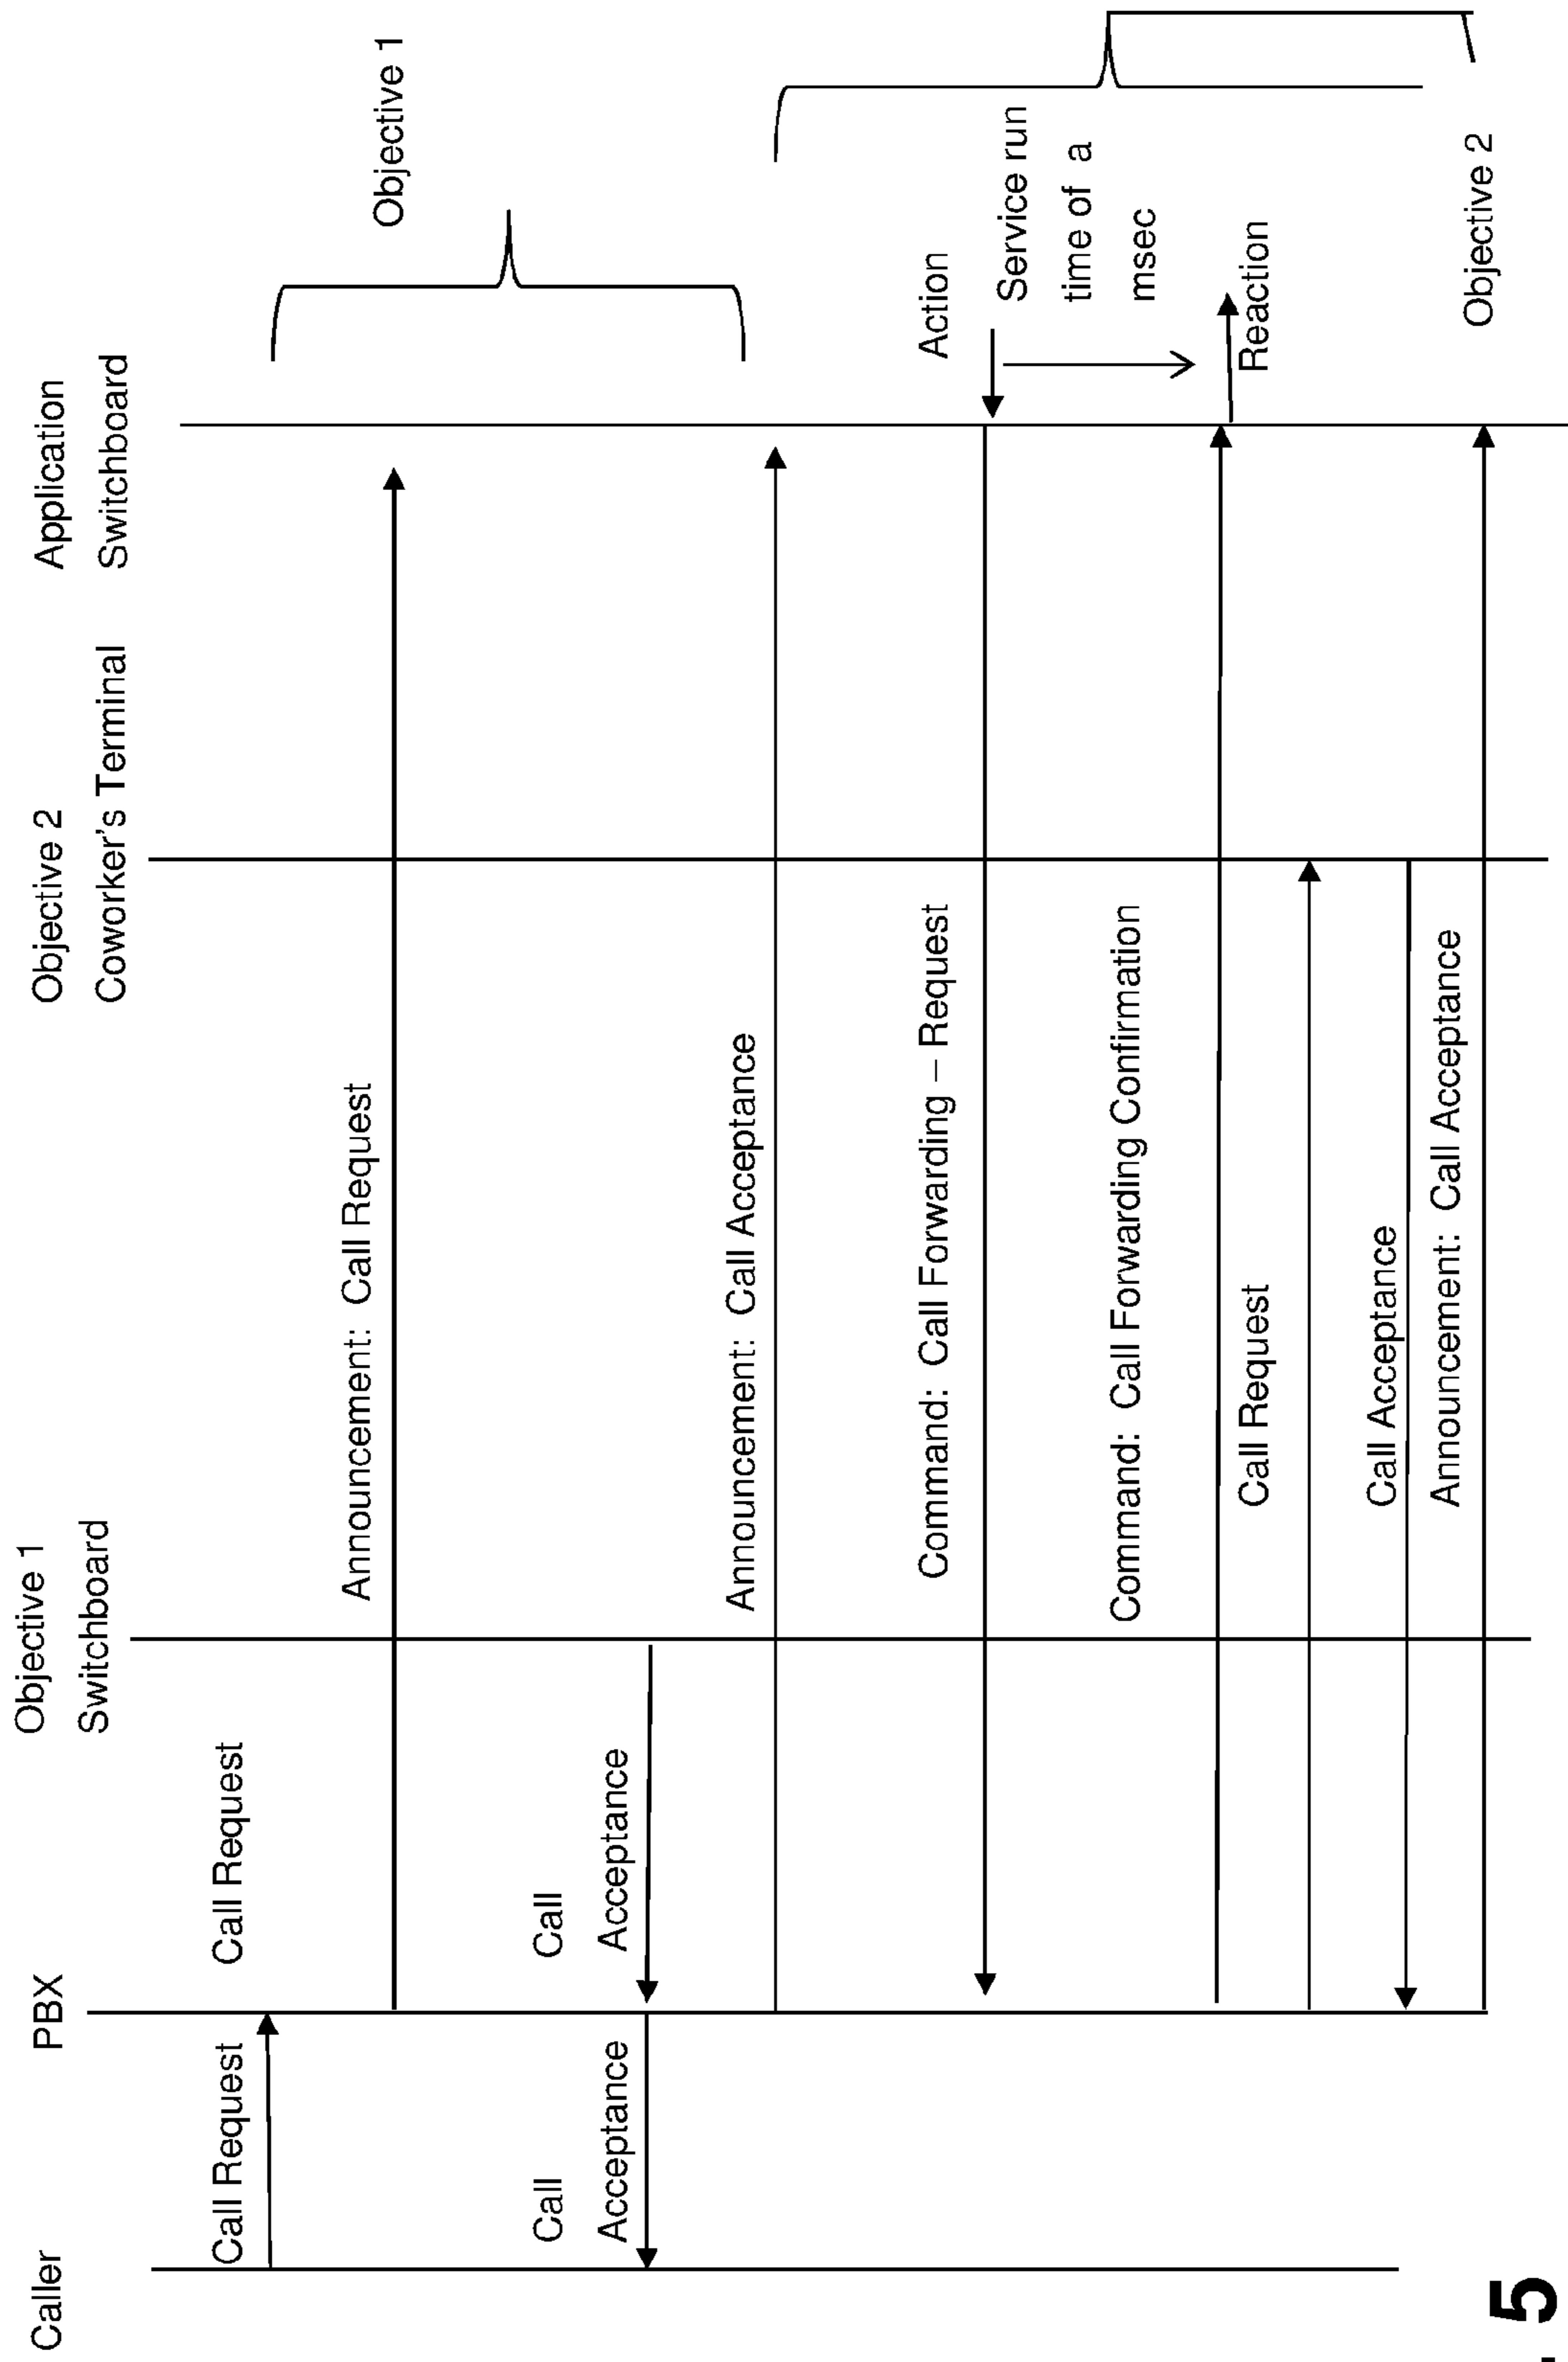 Caller
PBX
Objective 1
Switchboard
Objective 2
Coworker's Terminal
Application
Switchboard
Call Request
Call Request
Announcement: Call Request
Objective 1
Call
Acceptance
Call
Acceptance
Announcement: Call Acceptance
Command: Call Forwarding – Request
Action
Service run
time of a
msec
Command: Call Forwarding Confirmation
Reaction
Call Request
Call Acceptance
Announcement: Call Acceptance
Objective 2
. 5